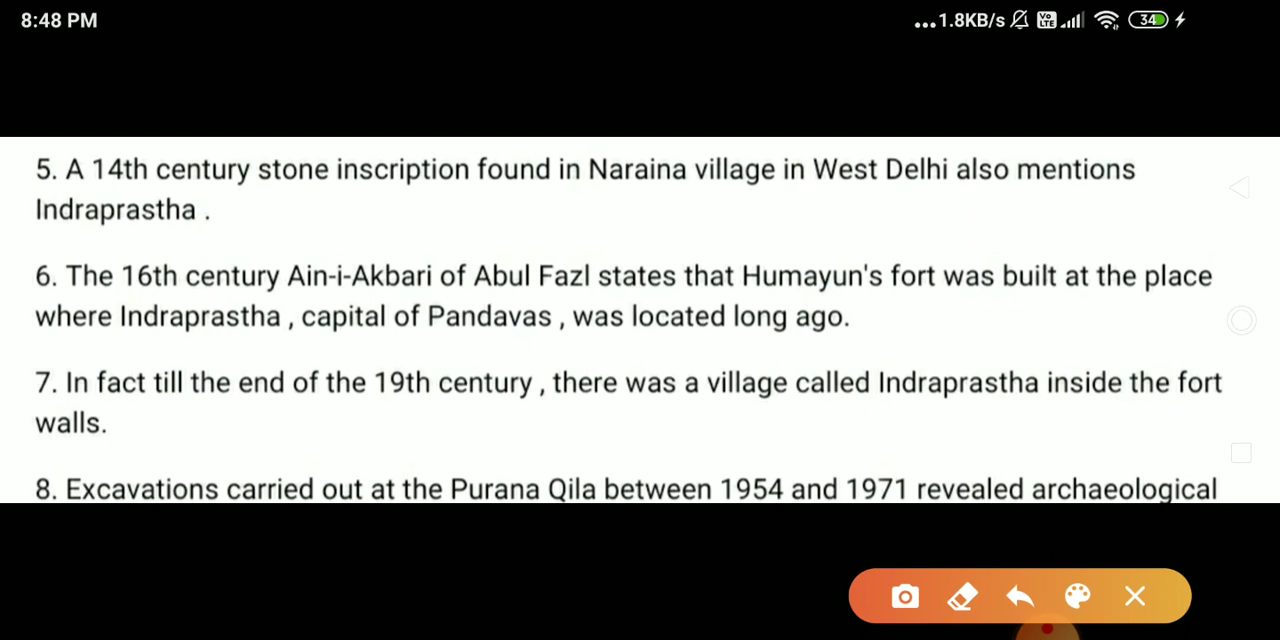 8:48 PM
...1.8KB/s Vo LTE 34
5. A 14th century stone inscription found in Naraina village in West Delhi also mentions
Indraprastha .
6. The 16th century Ain-i-Akbari of Abul Fazl states that Humayun's fort was built at the place
where Indraprastha , capital of Pandavas , was located long ago.
7. In fact till the end of the 19th century , there was a village called Indraprastha inside the fort
walls.
8. Excavations carried out at the Purana Qila between 1954 and 1971 revealed archaeological